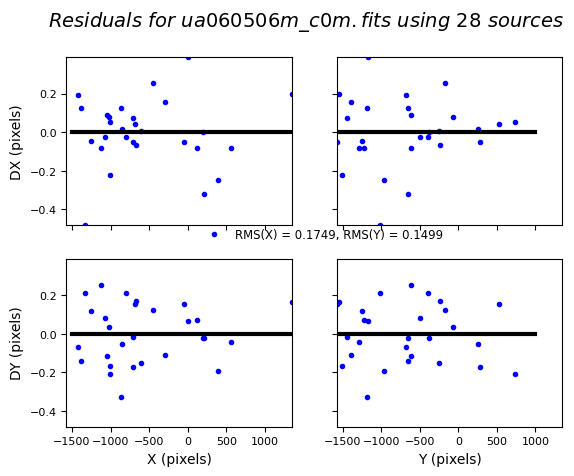 Residuals for ua060506m_c0m.fits using 28 sources
DX (pixels)
0.2
0.0
−0.2
−0.4
RMS(X) = 0.1749, RMS(Y) = 0.1499
DY (pixels)
0.2
0.0
−0.2
−0.4
−1500 −1000 −500 0 500 1000
−1500 −1000 −500 0 500 1000
X (pixels)
Y (pixels)